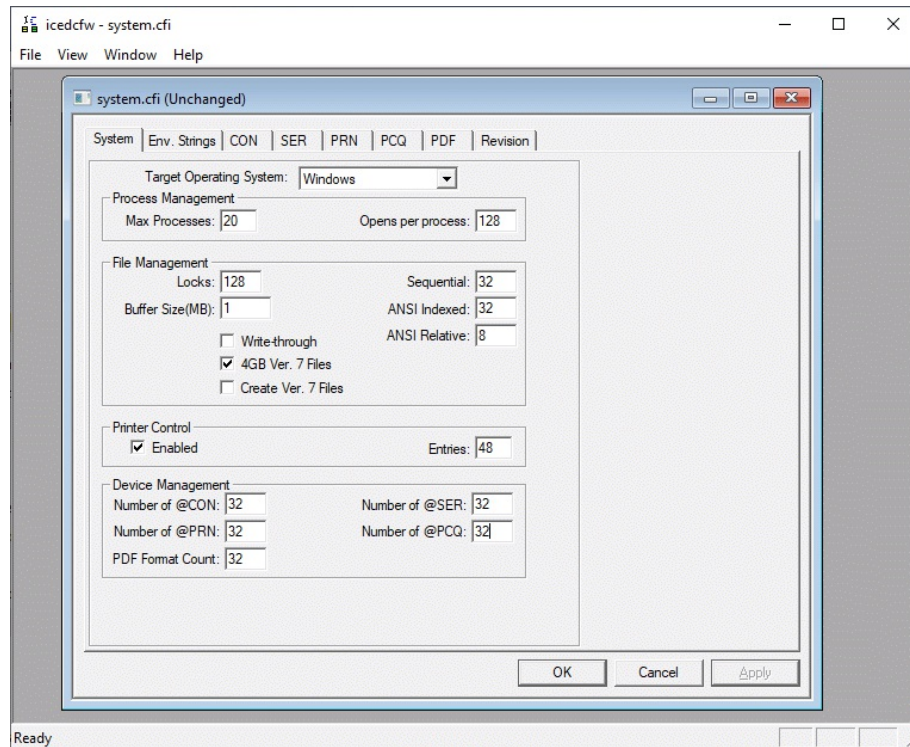 icedcfw - system.cfi
File View Window Help
system.cfi (Unchanged)
System Env. Strings CON SER PRN PCQ PDF Revision
Target Operating System: Windows
Process Management
Max Processes: 20 Opens per process: 128
File Management
Locks: 128 Sequential: 32
Buffer Size(MB): 1 ANSI Indexed: 32
ANSI Relative: 8
Write-through
4GB Ver. 7 Files
Create Ver. 7 Files
Printer Control
Enabled Entries: 48
Device Management
Number of @CON: 32 Number of @SER: 32
Number of @PRN: 32 Number of @PCQ: 32
PDF Format Count: 32
OK Cancel Apply
Ready